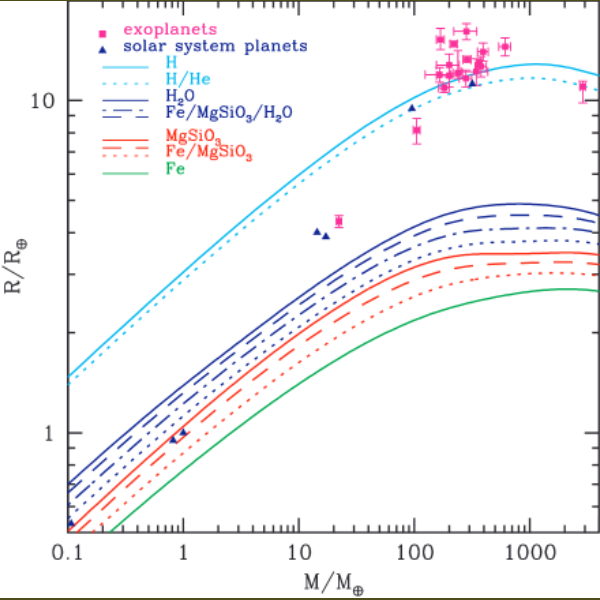 exoplanets
solar system planets
H
H/He
H₂O
Fe/MgSiO₃/H₂O
MgSiO₃
Fe/MgSiO₃
Fe
10
1
R/R⊕
0.1 1 10 100 1000
M/M⊕